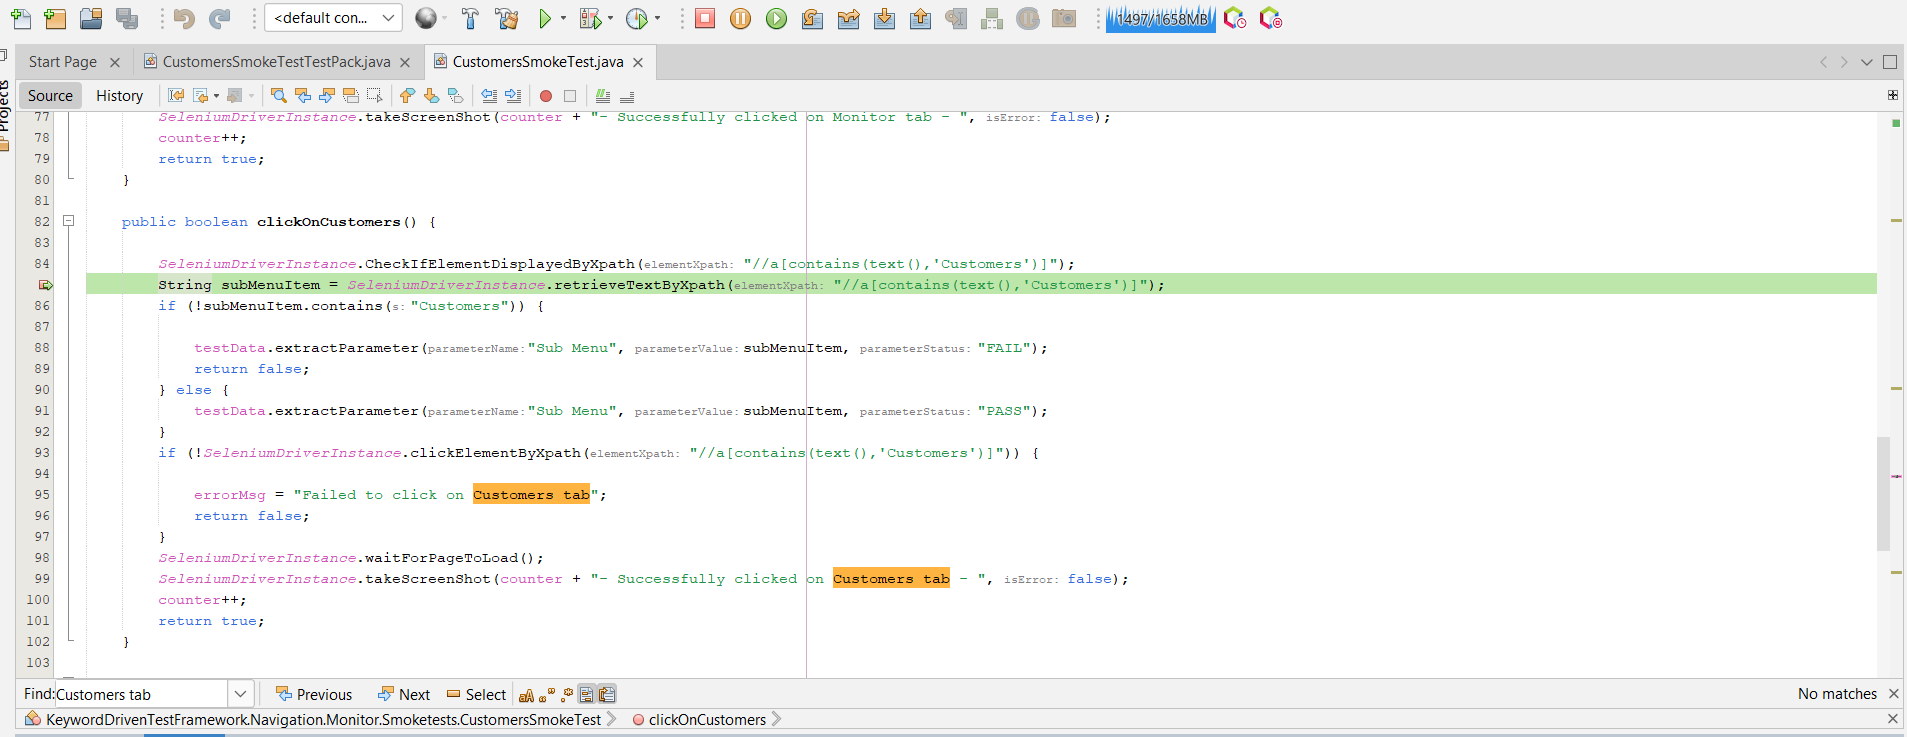 <default con...
1497/1658MB
Projects
Start Page
CustomersSmokeTestTestPack.java
CustomersSmokeTest.java
Source
History
77 SeleniumDriverInstance.takeScreenShot(counter + "- Successfully clicked on Monitor tab - ", isError: false);
78 counter++;
79 return true;
80 }
81
82 public boolean clickOnCustomers() {
83
84 SeleniumDriverInstance.CheckIfElementDisplayedByXpath(elementXpath: "//a[contains(text(),'Customers')]");
String subMenuItem = SeleniumDriverInstance.retrieveTextByXpath(elementXpath: "//a[contains(text(),'Customers')]");
86 if (!subMenuItem.contains(s: "Customers")) {
87
88 testData.extractParameter(parameterName: "Sub Menu", parameterValue: subMenuItem, parameterStatus: "FAIL");
89 return false;
90 } else {
91 testData.extractParameter(parameterName: "Sub Menu", parameterValue: subMenuItem, parameterStatus: "PASS");
92 }
93 if (!SeleniumDriverInstance.clickElementByXpath(elementXpath: "//a[contains(text(),'Customers')]")) {
94
95 errorMsg = "Failed to click on Customers tab";
96 return false;
97 }
98 SeleniumDriverInstance.waitForPageToLoad();
99 SeleniumDriverInstance.takeScreenShot(counter + "- Successfully clicked on Customers tab - ", isError: false);
100 counter++;
101 return true;
102 }
103
Find: Customers tab
Previous
Next
Select
No matches
KeywordDrivenTestFramework.Navigation.Monitor.Smoketests.CustomersSmokeTest
clickOnCustomers